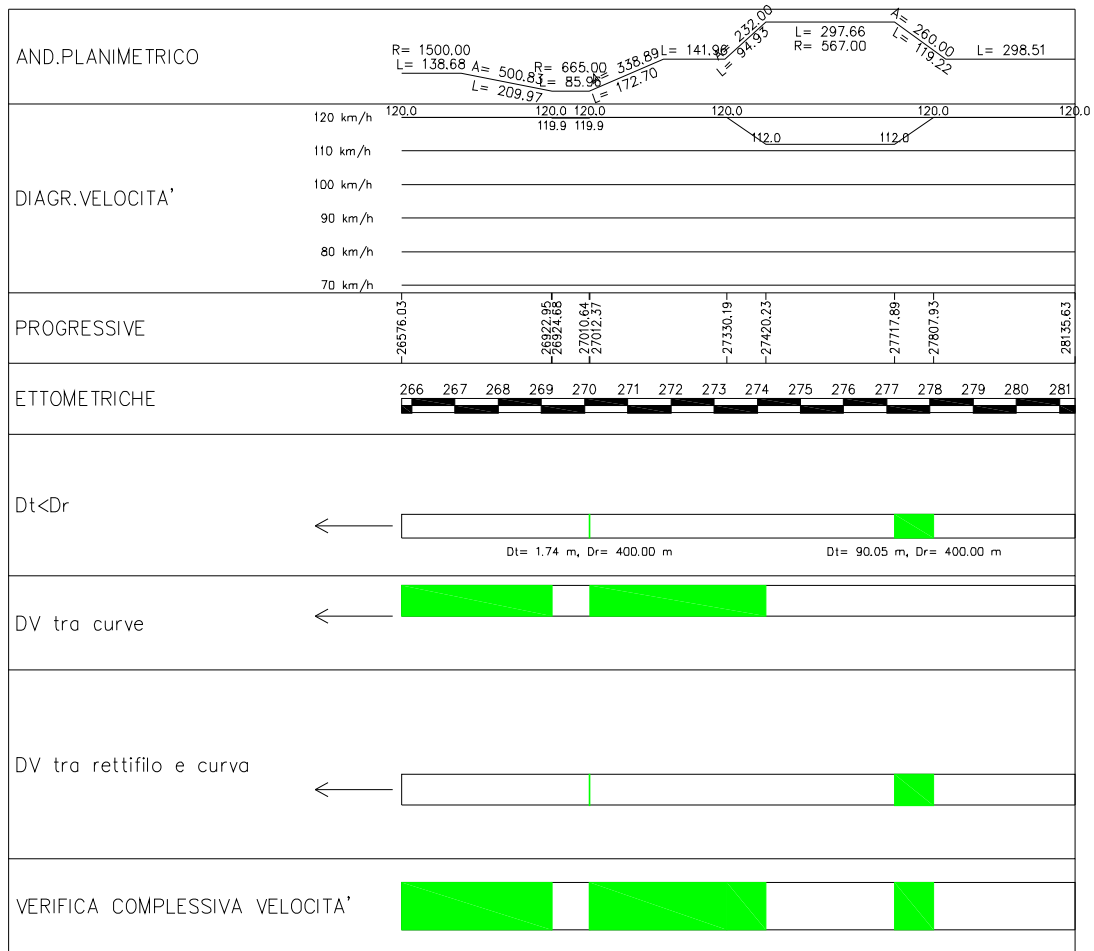 AND.PLANIMETRICO
R= 1500.00
L= 138.68
A= 500.83
L= 209.97
R= 665.00
L= 85.96
A= 338.89
L= 172.70
L= 141.96
A= 232.00
L= 94.93
L= 297.66
R= 567.00
A= 260.00
L= 119.22
L= 298.51
DIAGR.VELOCITA'
120 km/h
110 km/h
100 km/h
90 km/h
80 km/h
70 km/h
120.0 120.0 120.0 120.0 120.0 120.0
119.9 119.9
112.0 112.0
PROGRESSIVE
26576.03
26922.95
26924.68
27010.64
27012.37
27330.19
27420.23
27717.89
27807.93
28135.63
ETTOMETRICHE
266 267 268 269 270 271 272 273 274 275 276 277 278 279 280 281
Dt<Dr
Dt= 1.74 m, Dr= 400.00 m
Dt= 90.05 m, Dr= 400.00 m
DV tra curve
DV tra rettifilo e curva
VERIFICA COMPLESSIVA VELOCITA'